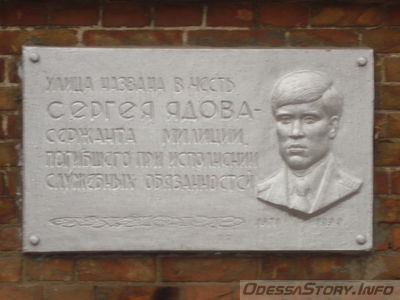 УЛИЦА НАЗВАНА В ЧЕСТЬ
СЕРГЕЯ ЯДОВА-
СЕРЖАНТА МИЛИЦИИ,
ПОГИБШЕГО ПРИ ИСПОЛНЕНИИ
СЛУЖЕБНЫХ ОБЯЗАННОСТЕЙ
OdessaStory.Info